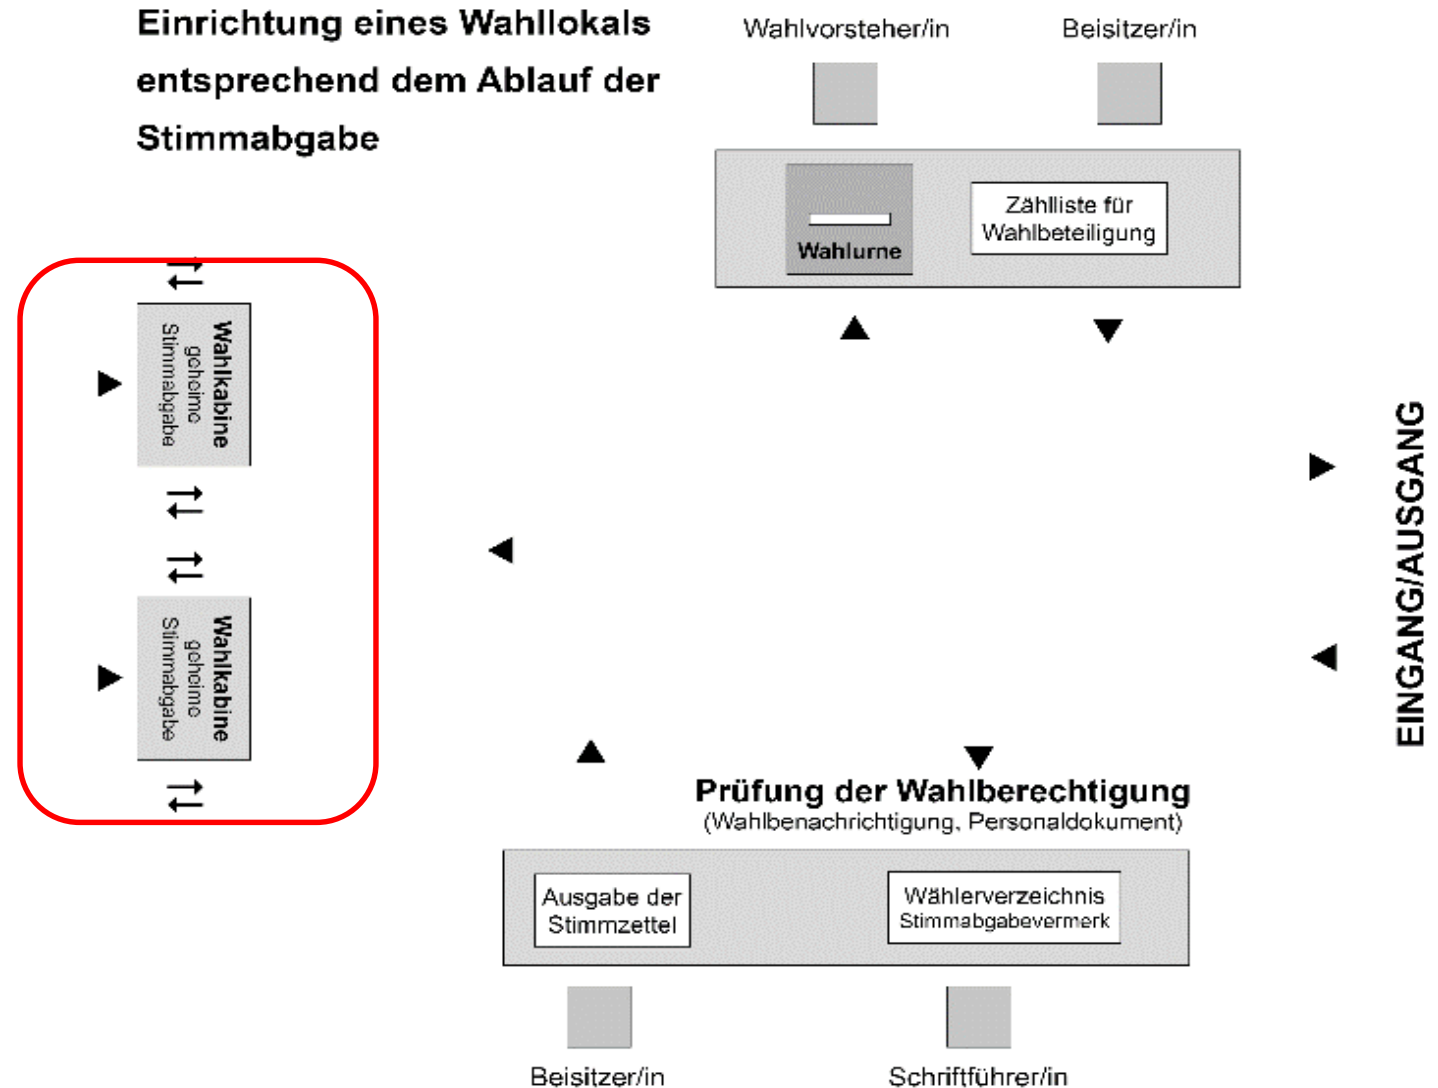 Einrichtung eines Wahllokals
entsprechend dem Ablauf der
Stimmabgabe
Wahlvorsteher/in
Beisitzer/in
Wahlurne
Zählliste für
Wahlbeteiligung
Wahlkabine
geheime
Stimmabgabe
Wahlkabine
geheime
Stimmabgabe
EINGANG/AUSGANG
Prüfung der Wahlberechtigung
(Wahlbenachrichtigung, Personaldokument)
Ausgabe der
Stimmzettel
Wählerverzeichnis
Stimmabgabevermerk
Beisitzer/in
Schriftführer/in